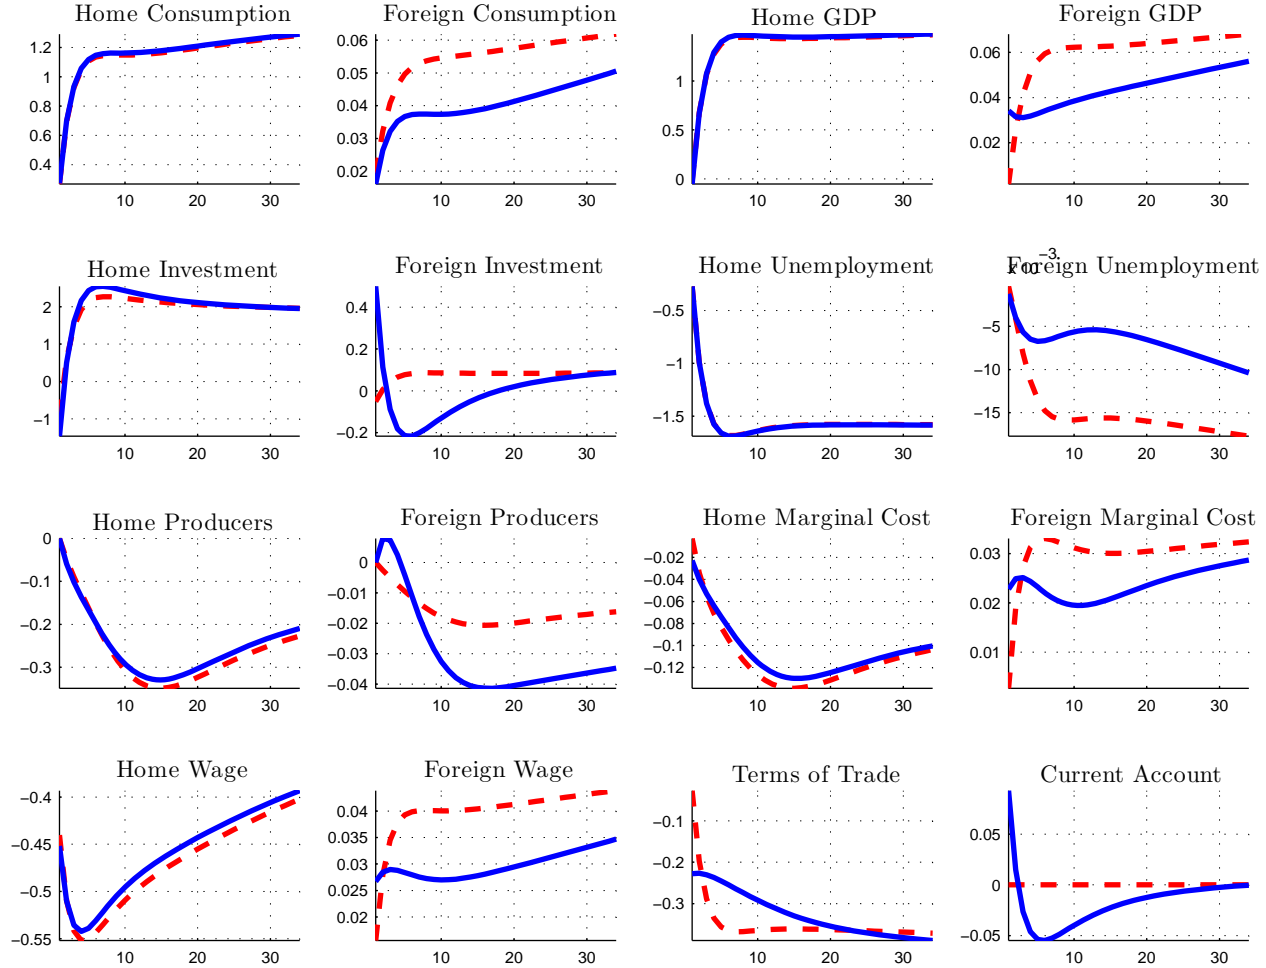 Home Consumption
1.2
1
0.8
0.6
0.4
10 20 30
Foreign Consumption
0.06
0.05
0.04
0.03
0.02
10 20 30
Home GDP
1
0.5
0
10 20 30
Foreign GDP
0.06
0.04
0.02
10 20 30
Home Investment
2
1
0
−1
10 20 30
Foreign Investment
0.4
0.2
0
−0.2
10 20 30
Home Unemployment
−0.5
−1
−1.5
10 20 30
x 10−3
Foreign Unemployment
−5
−10
−15
10 20 30
Home Producers
0
−0.1
−0.2
−0.3
10 20 30
Foreign Producers
0
−0.01
−0.02
−0.03
−0.04
10 20 30
Home Marginal Cost
−0.02
−0.04
−0.06
−0.08
−0.1
−0.12
10 20 30
Foreign Marginal Cost
0.03
0.02
0.01
10 20 30
Home Wage
−0.4
−0.45
−0.5
−0.55
10 20 30
Foreign Wage
0.04
0.035
0.03
0.025
0.02
10 20 30
Terms of Trade
−0.1
−0.2
−0.3
10 20 30
Current Account
0.05
0
−0.05
10 20 30